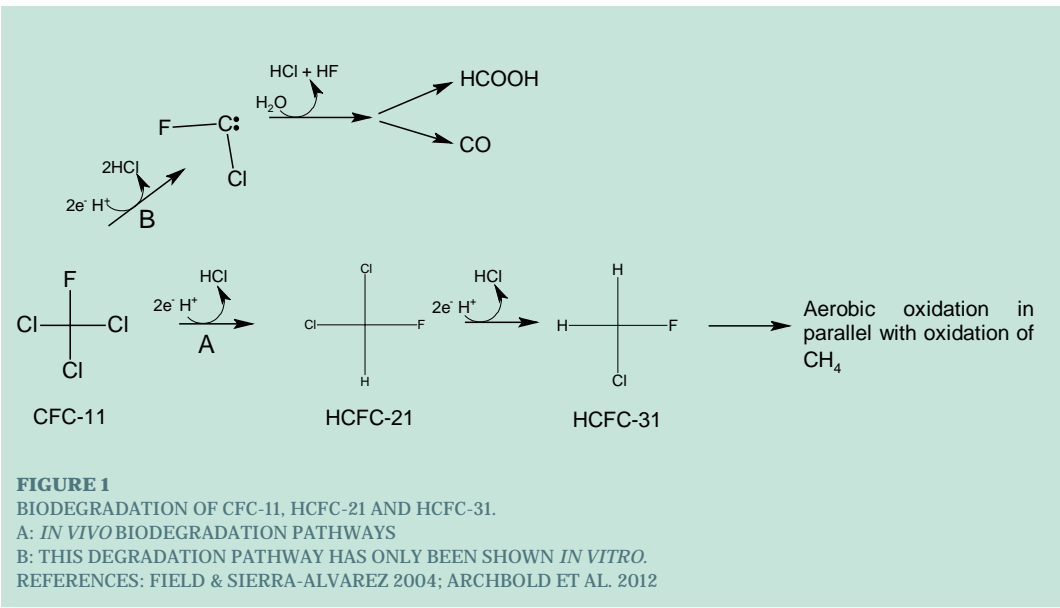 HCl + HF
H₂O
HCOOH
CO
F
C:
Cl
2HCl
2e⁻ H⁺
B
F
Cl
Cl
Cl
CFC-11
HCl
2e⁻ H⁺
A
Cl
Cl
F
H
HCFC-21
HCl
2e⁻ H⁺
H
H
F
Cl
HCFC-31
Aerobic oxidation in
parallel with oxidation of
CH₄
FIGURE 1
BIODEGRADATION OF CFC-11, HCFC-21 AND HCFC-31.
A: IN VIVO BIODEGRADATION PATHWAYS
B: THIS DEGRADATION PATHWAY HAS ONLY BEEN SHOWN IN VITRO.
REFERENCES: FIELD & SIERRA-ALVAREZ 2004; ARCHBOLD ET AL. 2012